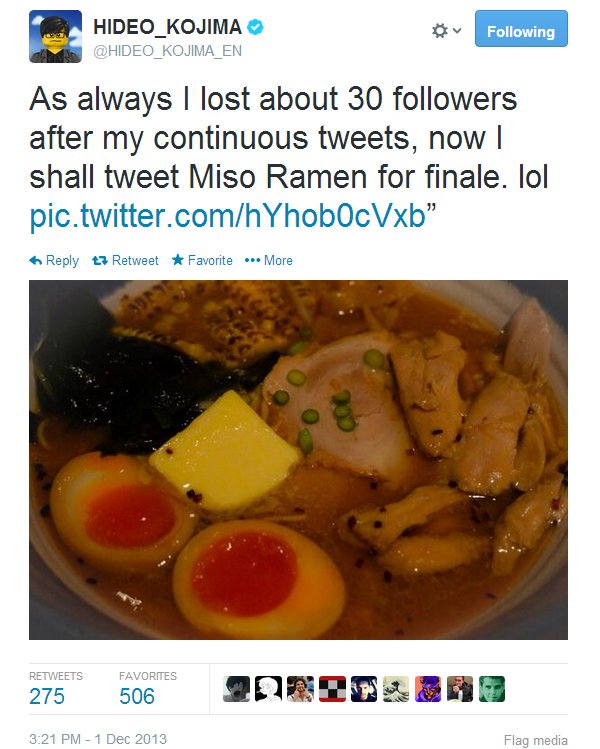 HIDEO_KOJIMA
@HIDEO_KOJIMA_EN
Following
As always I lost about 30 followers
after my continuous tweets, now I
shall tweet Miso Ramen for finale. lol
pic.twitter.com/hYhob0cVxb”
Reply Retweet Favorite More
RETWEETS FAVORITES
275 506
3:21 PM - 1 Dec 2013
Flag media